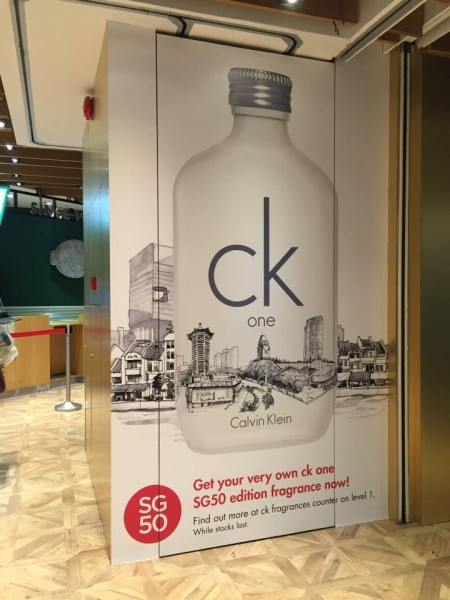 ck
one
Calvin Klein
Get your very own ck one
SG50 edition fragrance now!
SG
50
Find out more at ck fragrances counter on level 1,
While stocks last.